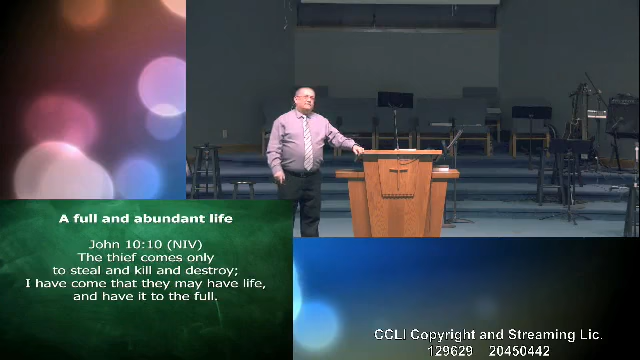 A full and abundant life
John 10:10 (NIV)
The thief comes only
to steal and kill and destroy;
I have come that they may have life,
and have it to the full.
CCLI Copyright and Streaming Lic.
129629 20450442